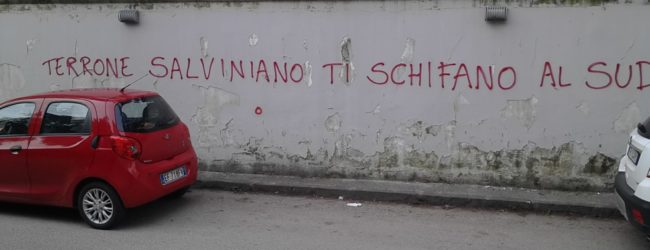 TERRONE SALVINIANO TI SCHIFANO AL SUD